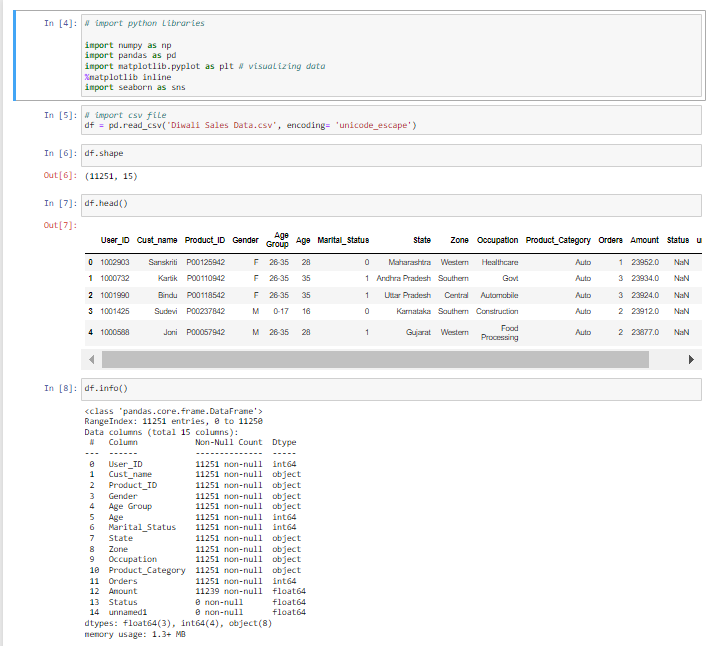 In [4]: # import python libraries
import numpy as np
import pandas as pd
import matplotlib.pyplot as plt # visualizing data
%matplotlib inline
import seaborn as sns
In [5]: # import csv file
df = pd.read_csv('Diwali Sales Data.csv', encoding= 'unicode_escape')
In [6]: df.shape
Out[6]: (11251, 15)
In [7]: df.head()
Out[7]:
User_ID Cust_name Product_ID Gender Age Group Age Marital_Status State Zone Occupation Product_Category Orders Amount Status u
0 1002903 Sanskriti P00125942 F 26-35 28 0 Maharashtra Western Healthcare Auto 1 23952.0 NaN
1 1000732 Kartik P00110942 F 26-35 35 1 Andhra Pradesh Southern Govt Auto 3 23934.0 NaN
2 1001990 Bindu P00118542 F 26-35 35 1 Uttar Pradesh Central Automobile Auto 3 23924.0 NaN
3 1001425 Sudevi P00237842 M 0-17 16 0 Karnataka Southern Construction Auto 2 23912.0 NaN
4 1000588 Joni P00057942 M 26-35 28 1 Gujarat Western Food Processing Auto 2 23877.0 NaN
In [8]: df.info()
<class 'pandas.core.frame.DataFrame'>
RangeIndex: 11251 entries, 0 to 11250
Data columns (total 15 columns):
# Column Non-Null Count Dtype
--- ------ -------------- -----
0 User_ID 11251 non-null int64
1 Cust_name 11251 non-null object
2 Product_ID 11251 non-null object
3 Gender 11251 non-null object
4 Age Group 11251 non-null object
5 Age 11251 non-null int64
6 Marital_Status 11251 non-null int64
7 State 11251 non-null object
8 Zone 11251 non-null object
9 Occupation 11251 non-null object
10 Product_Category 11251 non-null object
11 Orders 11251 non-null int64
12 Amount 11239 non-null float64
13 Status 0 non-null float64
14 unnamed1 0 non-null float64
dtypes: float64(3), int64(4), object(8)
memory usage: 1.3+ MB